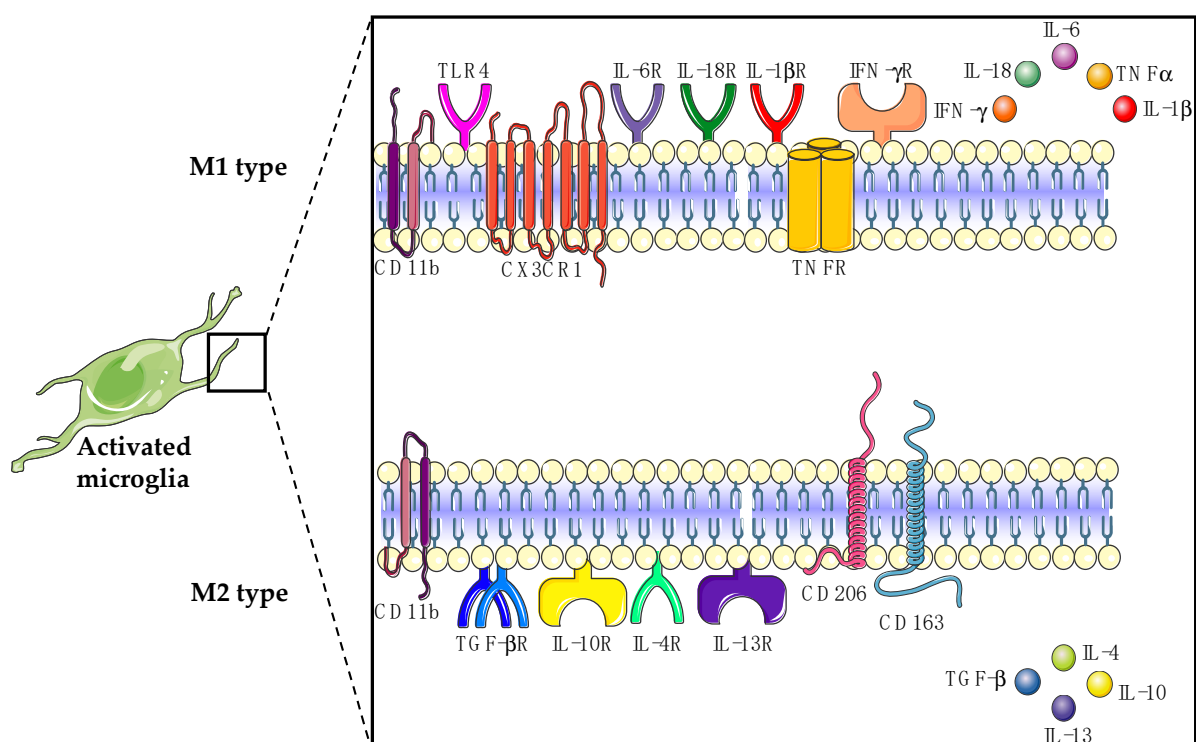 IL-6
TLR4
IL-6R
IL-18R
IL-1βR
IFN-γR
IL-18
TNFα
IFN-γ
IL-1β
M1 type
CD11b
CX3CR1
TNFR
Activated
microglia
M2 type
CD11b
CD206
CD163
TGF-βR
IL-10R
IL-4R
IL-13R
IL-4
TGF-β
IL-10
IL-13